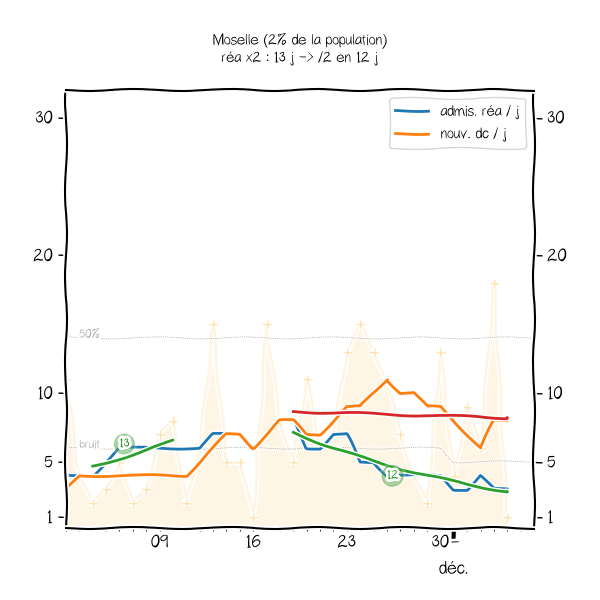 Moselle (2% de la population)
réa x2 : 13 j -> /2 en 12 j
admis. réa / j
nouv. dc / j
30
30
20
20
50%
10
10
bruit
13
5
5
12
1
1
09
16
23
30
déc.